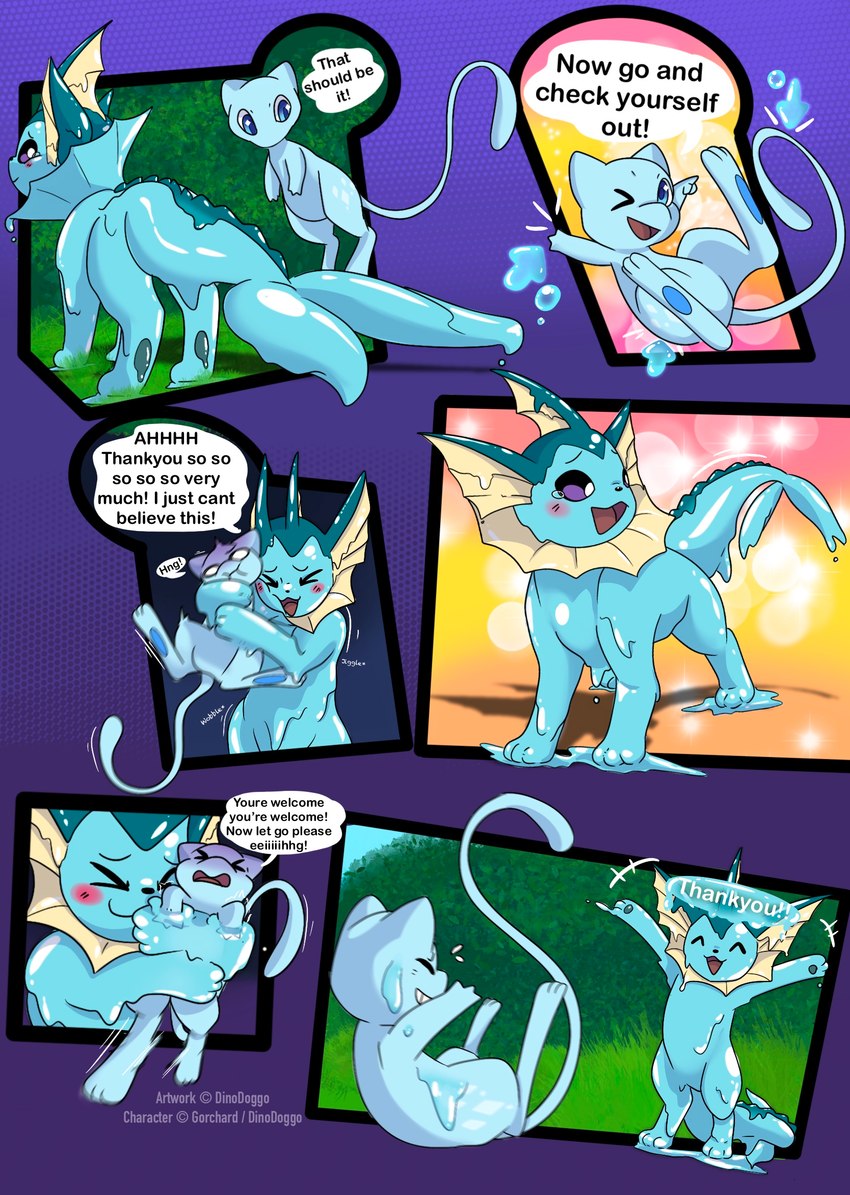 That
should be
it!
Now go and
check yourself
out!
AHHHH
Thankyou so so
so so so very
much! I just cant
believe this!
Hng!
Jiggle*
Wobble*
Youre welcome
you're welcome!
Now let go please
eeiiiiihhg!
Thankyou!!
Artwork © DinoDoggo
Character © Gorchard / DinoDoggo